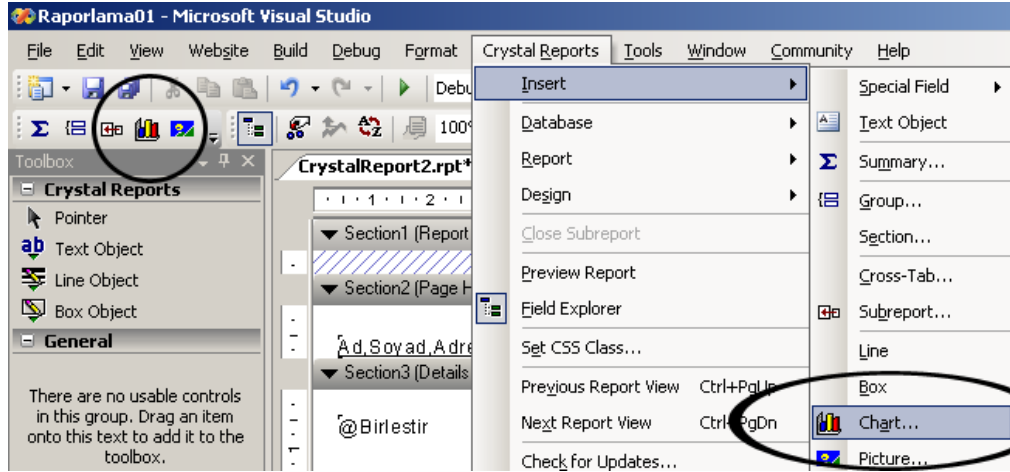 Raporlama01 - Microsoft Visual Studio
File Edit View Website Build Debug Format Crystal Reports Tools Window Community Help
Debu
100%
Toolbox
Crystal Reports
Pointer
Text Object
Line Object
Box Object
General
There are no usable controls
in this group. Drag an item
onto this text to add it to the
toolbox.
CrystalReport2.rpt*
1 2
Section1 (Report
Section2 (Page H
Ad,Soyad,Adre
Section3 (Details
@Birlestir
Insert
Database
Report
Design
Close Subreport
Preview Report
Field Explorer
Set CSS Class...
Previous Report View Ctrl+PgUp
Next Report View Ctrl+PgDn
Check for Updates...
Special Field
Text Object
Summary...
Group...
Section...
Cross-Tab...
Subreport...
Line
Box
Chart...
Picture...